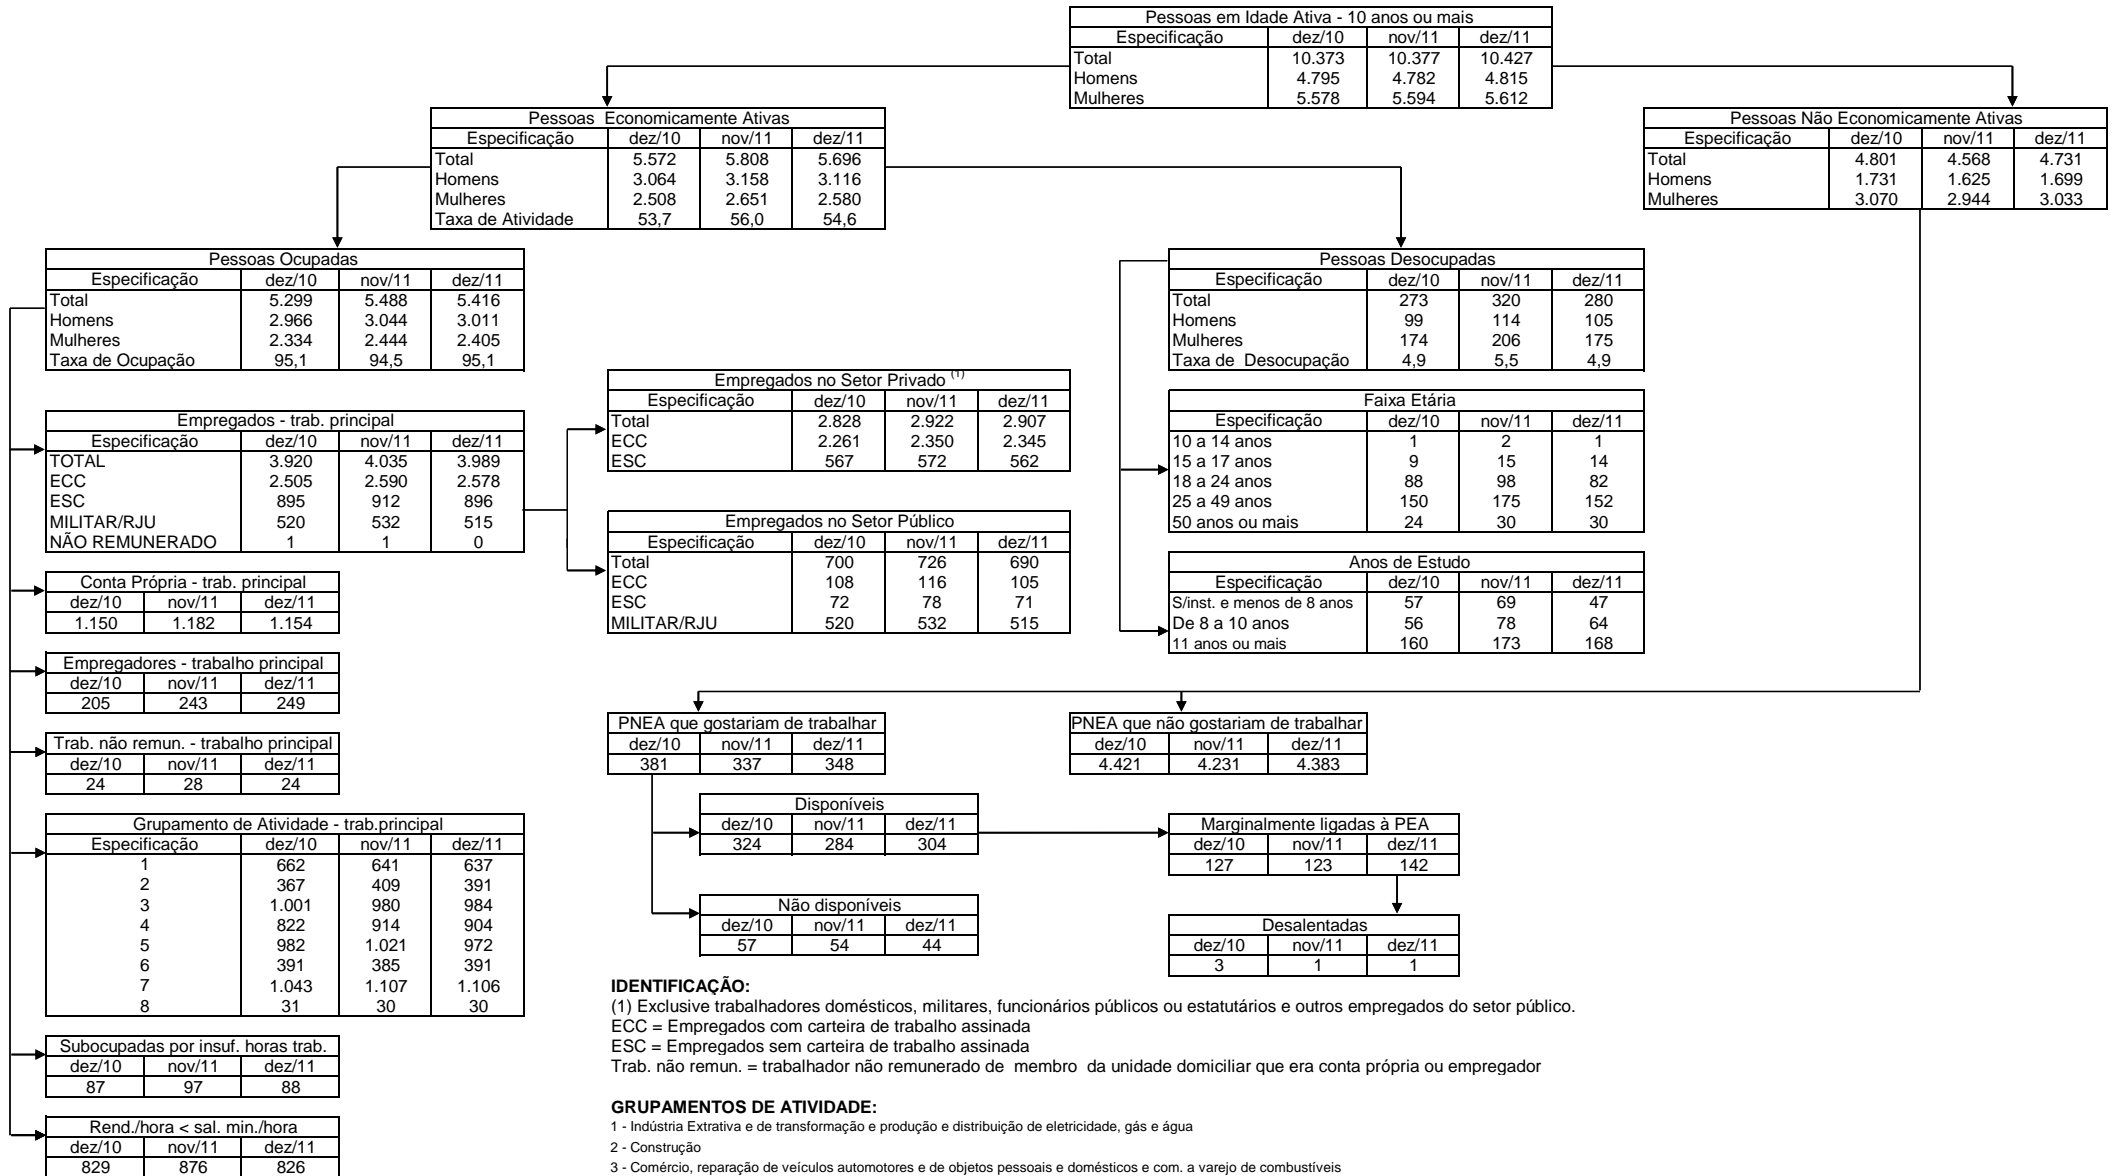 Pessoas em Idade Ativa - 10 anos ou mais
Especificação dez/10 nov/11 dez/11
Total 10.373 10.377 10.427
Homens 4.795 4.782 4.815
Mulheres 5.578 5.594 5.612
Pessoas Economicamente Ativas
Especificação dez/10 nov/11 dez/11
Total 5.572 5.808 5.696
Homens 3.064 3.158 3.116
Mulheres 2.508 2.651 2.580
Taxa de Atividade 53,7 56,0 54,6
Pessoas Não Economicamente Ativas
Especificação dez/10 nov/11 dez/11
Total 4.801 4.568 4.731
Homens 1.731 1.625 1.699
Mulheres 3.070 2.944 3.033
Pessoas Ocupadas
Especificação dez/10 nov/11 dez/11
Total 5.299 5.488 5.416
Homens 2.966 3.044 3.011
Mulheres 2.334 2.444 2.405
Taxa de Ocupação 95,1 94,5 95,1
Pessoas Desocupadas
Especificação dez/10 nov/11 dez/11
Total 273 320 280
Homens 99 114 105
Mulheres 174 206 175
Taxa de Desocupação 4,9 5,5 4,9
Empregados - trab. principal
Especificação dez/10 nov/11 dez/11
TOTAL 3.920 4.035 3.989
ECC 2.505 2.590 2.578
ESC 895 912 896
MILITAR/RJU 520 532 515
NÃO REMUNERADO 1 1 0
Empregados no Setor Privado (1)
Especificação dez/10 nov/11 dez/11
Total 2.828 2.922 2.907
ECC 2.261 2.350 2.345
ESC 567 572 562
Empregados no Setor Público
Especificação dez/10 nov/11 dez/11
Total 700 726 690
ECC 108 116 105
ESC 72 78 71
MILITAR/RJU 520 532 515
Faixa Etária
Especificação dez/10 nov/11 dez/11
10 a 14 anos 1 2 1
15 a 17 anos 9 15 14
18 a 24 anos 88 98 82
25 a 49 anos 150 175 152
50 anos ou mais 24 30 30
Anos de Estudo
Especificação dez/10 nov/11 dez/11
S/inst. e menos de 8 anos 57 69 47
De 8 a 10 anos 56 78 64
11 anos ou mais 160 173 168
Conta Própria - trab. principal
dez/10 nov/11 dez/11
1.150 1.182 1.154
Empregadores - trabalho principal
dez/10 nov/11 dez/11
205 243 249
Trab. não remun. - trabalho principal
dez/10 nov/11 dez/11
24 28 24
Grupamento de Atividade - trab.principal
Especificação dez/10 nov/11 dez/11
1 662 641 637
2 367 409 391
3 1.001 980 984
4 822 914 904
5 982 1.021 972
6 391 385 391
7 1.043 1.107 1.106
8 31 30 30
Subocupadas por insuf. horas trab.
dez/10 nov/11 dez/11
87 97 88
Rend./hora < sal. min./hora
dez/10 nov/11 dez/11
829 876 826
PNEA que gostariam de trabalhar
dez/10 nov/11 dez/11
381 337 348
PNEA que não gostariam de trabalhar
dez/10 nov/11 dez/11
4.421 4.231 4.383
Disponíveis
dez/10 nov/11 dez/11
324 284 304
Marginalmente ligadas à PEA
dez/10 nov/11 dez/11
127 123 142
Não disponíveis
dez/10 nov/11 dez/11
57 54 44
Desalentadas
dez/10 nov/11 dez/11
3 1 1
IDENTIFICAÇÃO:
(1) Exclusive trabalhadores domésticos, militares, funcionários públicos ou estatutários e outros empregados do setor público.
ECC = Empregados com carteira de trabalho assinada
ESC = Empregados sem carteira de trabalho assinada
Trab. não remun. = trabalhador não remunerado de membro da unidade domiciliar que era conta própria ou empregador
GRUPAMENTOS DE ATIVIDADE:
1 - Indústria Extrativa e de transformação e produção e distribuição de eletricidade, gás e água
2 - Construção
3 - Comércio, reparação de veículos automotores e de objetos pessoais e domésticos e com. a varejo de combustíveis